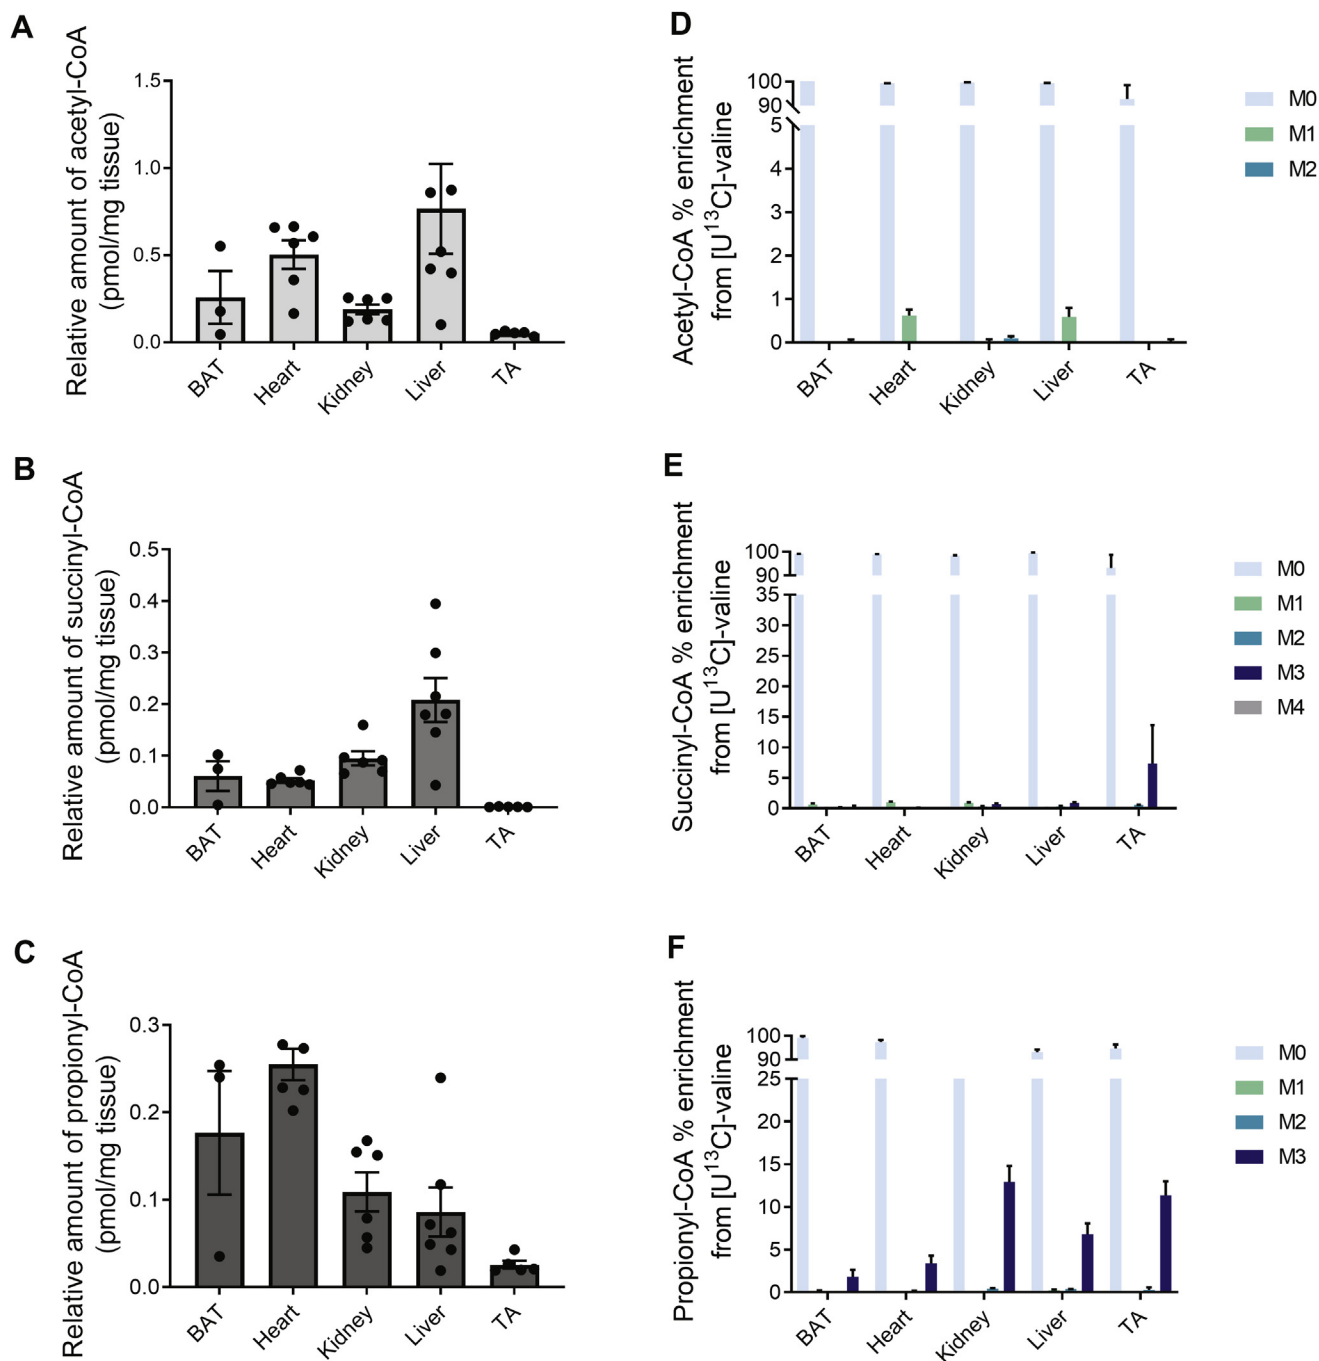 A
Relative amount of acetyl-CoA
(pmol/mg tissue)
1.5
1.0
0.5
0.0
BAT
Heart
Kidney
Liver
TA
D
Acetyl-CoA % enrichment
from [U¹³C]-valine
100
90
5
4
3
2
1
0
BAT
Heart
Kidney
Liver
TA
M0
M1
M2
B
Relative amount of succinyl-CoA
(pmol/mg tissue)
0.5
0.4
0.3
0.2
0.1
0.0
BAT
Heart
Kidney
Liver
TA
E
Succinyl-CoA % enrichment
from [U¹³C]-valine
100
90
35
30
25
20
15
10
5
0
BAT
Heart
Kidney
Liver
TA
M0
M1
M2
M3
M4
C
Relative amount of propionyl-CoA
(pmol/mg tissue)
0.3
0.2
0.1
0.0
BAT
Heart
Kidney
Liver
TA
F
Propionyl-CoA % enrichment
from [U¹³C]-valine
100
90
25
20
15
10
5
0
BAT
Heart
Kidney
Liver
TA
M0
M1
M2
M3